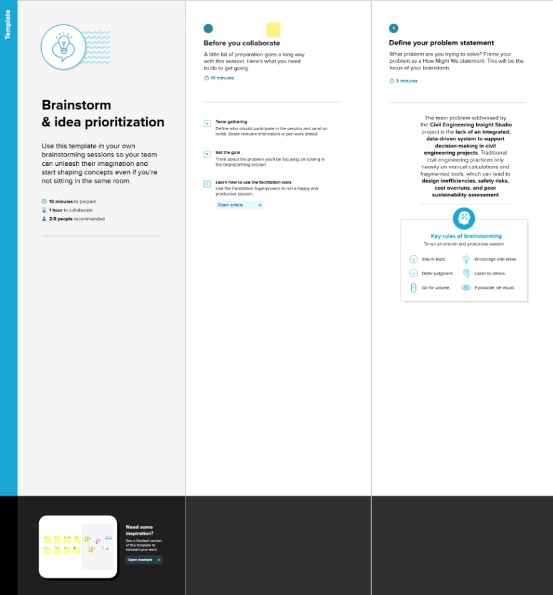 Template
Brainstorm
& idea prioritization
Use this template in your own
brainstorming sessions so your team
can unleash their imagination and
start shaping concepts even if you're
not sitting in the same room.
10 minutes to prepare
1 hour to collaborate
2-8 people recommended
Before you collaborate
A little bit of preparation goes a long way
with this session. Here's what you need
to do to get going.
10 minutes
Team gathering
Define who should participate in the session and send an
invite. Share relevant information or pre-work ahead.
Set the goal
Think about the problem you'll be focusing on solving in
the brainstorming session.
Learn how to use the facilitation tools
Use the Facilitation Superpowers to run a happy and
productive session.
Open article
1
Define your problem statement
What problem are you trying to solve? Frame your
problem as a How Might We statement. This will be the
focus of your brainstorm.
5 minutes
The main problem addressed by
the Civil Engineering Insight Studio
project is the lack of an integrated,
data-driven system to support
decision-making in civil
engineering projects. Traditional
civil engineering practices rely
heavily on manual calculations and
fragmented tools, which can lead to
design inefficiencies, safety risks,
cost overruns, and poor
sustainability assessment.
Key rules of brainstorming
To run an smooth and productive session
Stay in topic.
Encourage wild ideas.
Defer judgment.
Listen to others.
Go for volume.
If possible, be visual.
Need some
inspiration?
See a finished version
of this template to
kickstart your work.
Open example